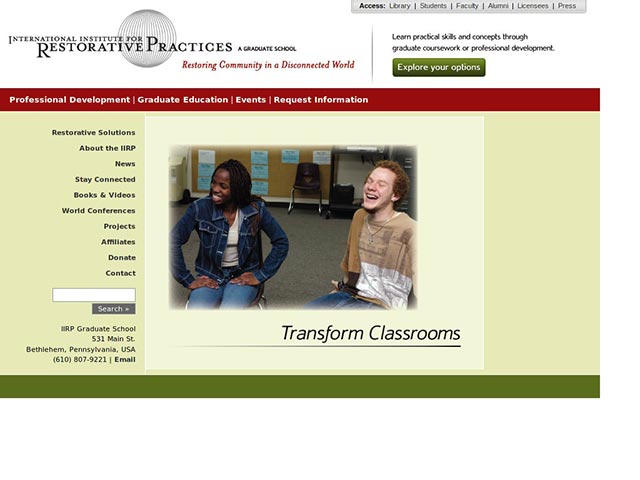 Access: Library | Students | Faculty | Alumni | Licensees | Press
INTERNATIONAL INSTITUTE FOR
RESTORATIVE PRACTICES A GRADUATE SCHOOL
Restoring Community in a Disconnected World
Learn practical skills and concepts through
graduate coursework or professional development.
Explore your options
Professional Development | Graduate Education | Events | Request Information
Restorative Solutions
About the IIRP
News
Stay Connected
Books & Videos
World Conferences
Projects
Affiliates
Donate
Contact
Search »
IIRP Graduate School
531 Main St.
Bethlehem, Pennsylvania, USA
(610) 807-9221 | Email
Transform Classrooms